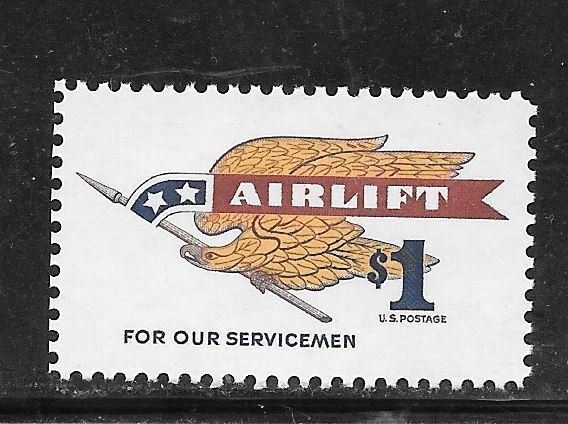 AIRLIFT
$1
U.S. POSTAGE
FOR OUR SERVICEMEN